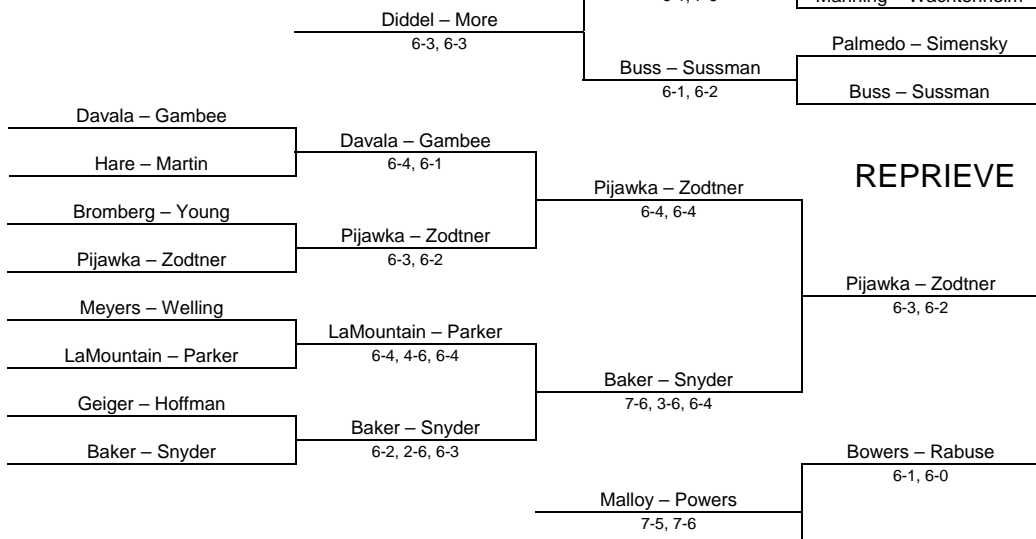 Diddel – More
6-3, 6-3
Palmedo – Simensky
Buss – Sussman
6-1, 6-2
Buss – Sussman
REPRIEVE
Davala – Gambee
Hare – Martin
Davala – Gambee
6-4, 6-1
Bromberg – Young
Pijawka – Zodtner
Pijawka – Zodtner
6-3, 6-2
Pijawka – Zodtner
6-4, 6-4
Meyers – Welling
LaMountain – Parker
LaMountain – Parker
6-4, 4-6, 6-4
Geiger – Hoffman
Baker – Snyder
Baker – Snyder
6-2, 2-6, 6-3
Baker – Snyder
7-6, 3-6, 6-4
Pijawka – Zodtner
6-3, 6-2
Bowers – Rabuse
6-1, 6-0
Malloy – Powers
7-5, 7-6